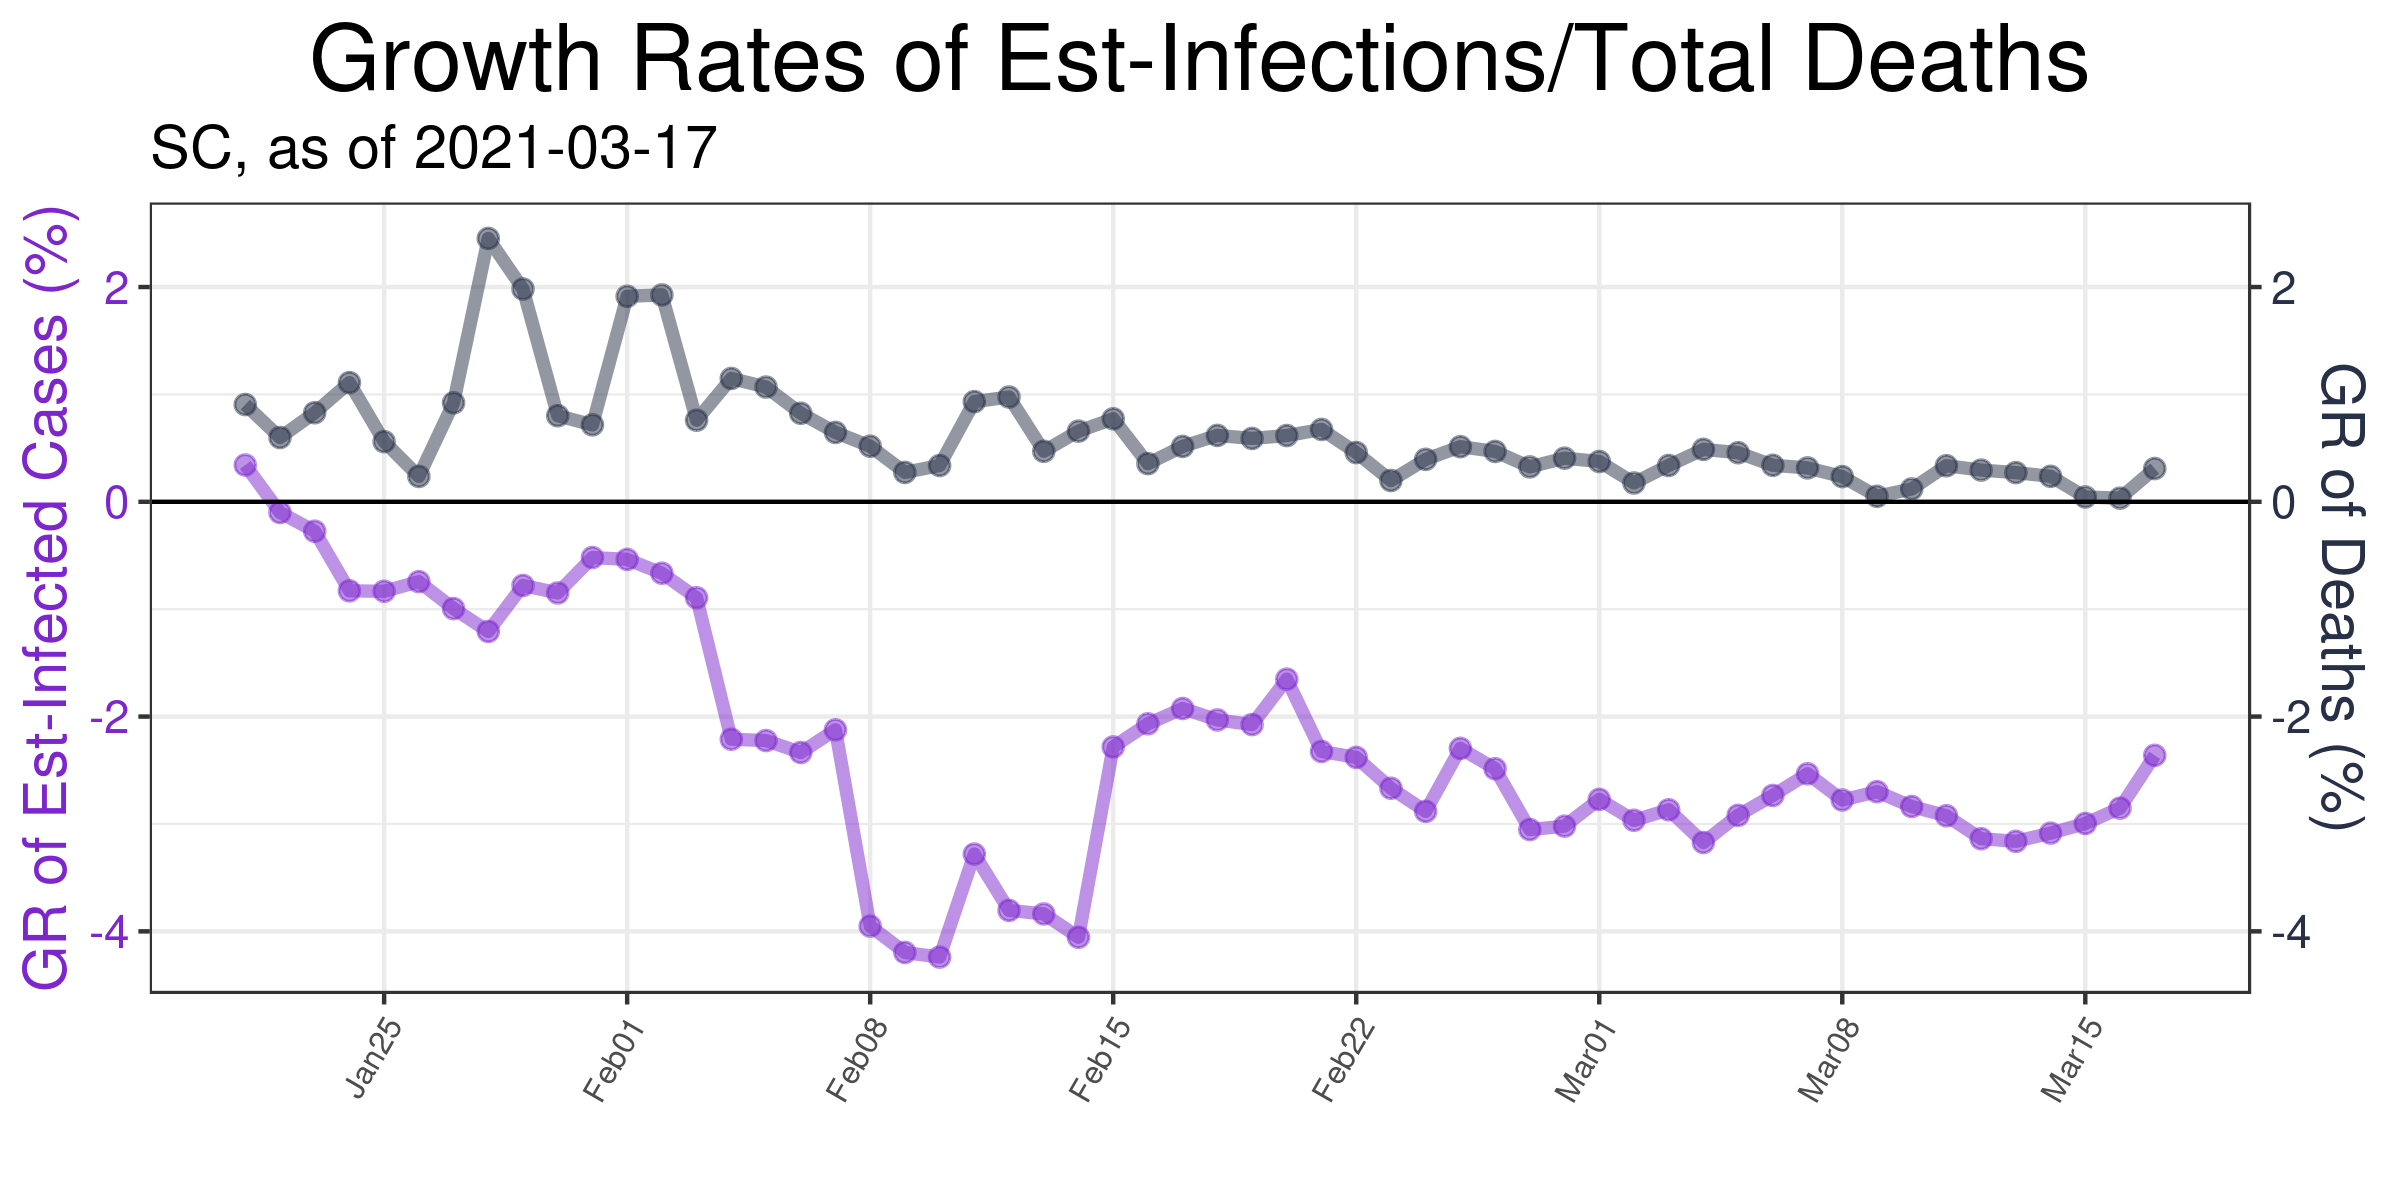 Growth Rates of Est-Infections/Total Deaths
SC, as of 2021-03-17
GR of Est-Infected Cases (%)
2
0
-2
-4
2
0
-2
-4
GR of Deaths (%)
Jan25
Feb01
Feb08
Feb15
Feb22
Mar01
Mar08
Mar15